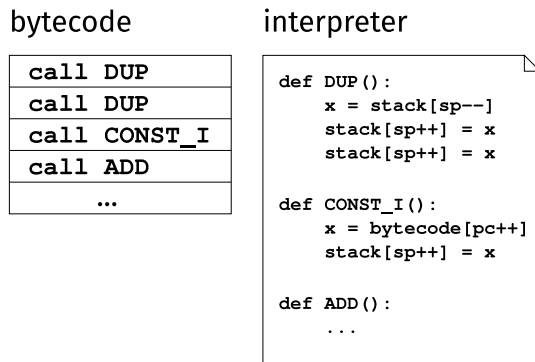 bytecode
call DUP
call DUP
call CONST_I
call ADD
...
interpreter
def DUP():
    x = stack[sp--]
    stack[sp++] = x
    stack[sp++] = x
def CONST_I():
    x = bytecode[pc++]
    stack[sp++] = x
def ADD():
    ...